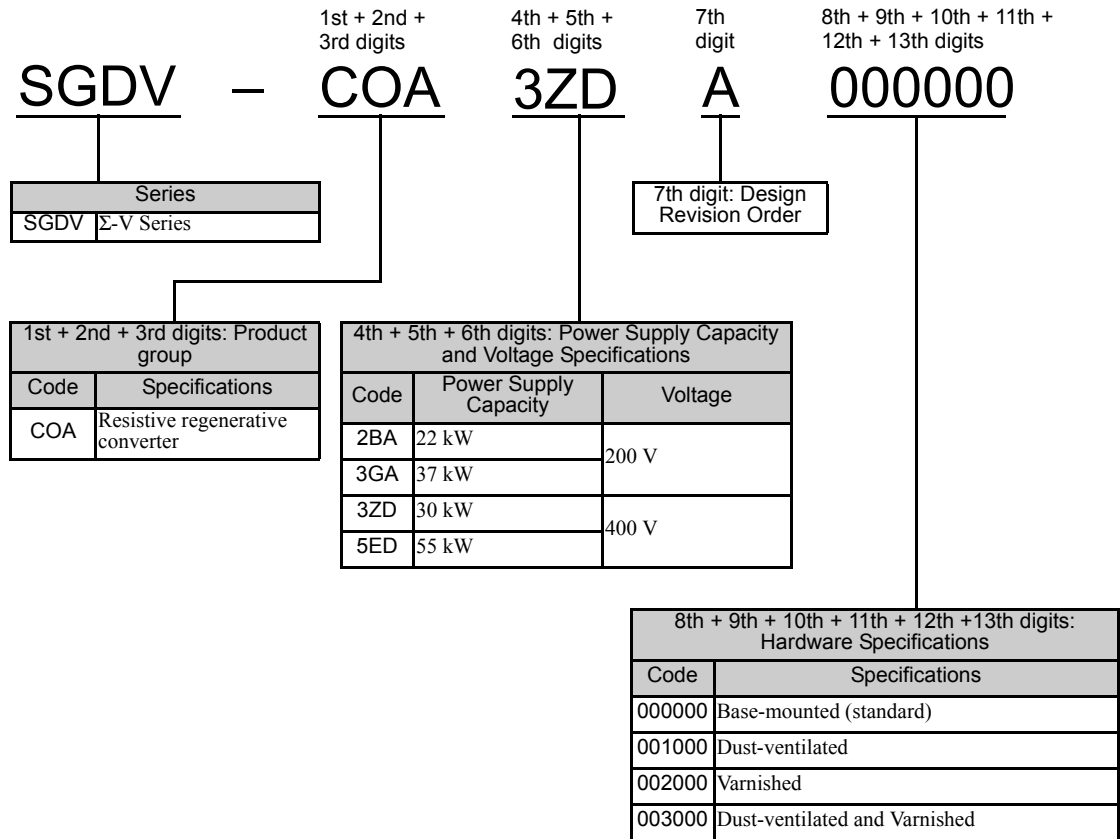 1st + 2nd +
3rd digits
4th + 5th +
6th digits
7th
digit
8th + 9th + 10th + 11th +
12th + 13th digits
SGDV – COA 3ZD A 000000
Series
SGDV Σ-V Series
7th digit: Design
Revision Order
1st + 2nd + 3rd digits: Product
group
Code Specifications
COA Resistive regenerative
converter
4th + 5th + 6th digits: Power Supply Capacity
and Voltage Specifications
Code Power Supply
Capacity Voltage
2BA 22 kW 200 V
3GA 37 kW
3ZD 30 kW 400 V
5ED 55 kW
8th + 9th + 10th + 11th + 12th +13th digits:
Hardware Specifications
Code Specifications
000000 Base-mounted (standard)
001000 Dust-ventilated
002000 Varnished
003000 Dust-ventilated and Varnished